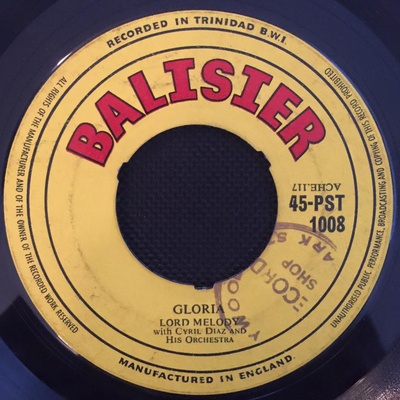 RECORDED IN TRINIDAD B.W.I.
BALISIER
ALL RIGHTS OF THE MANUFACTURER AND OF THE OWNER OF THE RECORDED WORK RESERVED
COPYING OF THIS RECORD PROHIBITED
UNAUTHORISED PUBLIC PERFORMANCE, BROADCASTING AND
ACHE.117
45-PST
1008
RECORD
SHOP
GLORIA
LORD MELODY
with CYRIL DIAZ AND
HIS ORCHESTRA
MANUFACTURED IN ENGLAND.